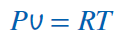 Pυ = RT